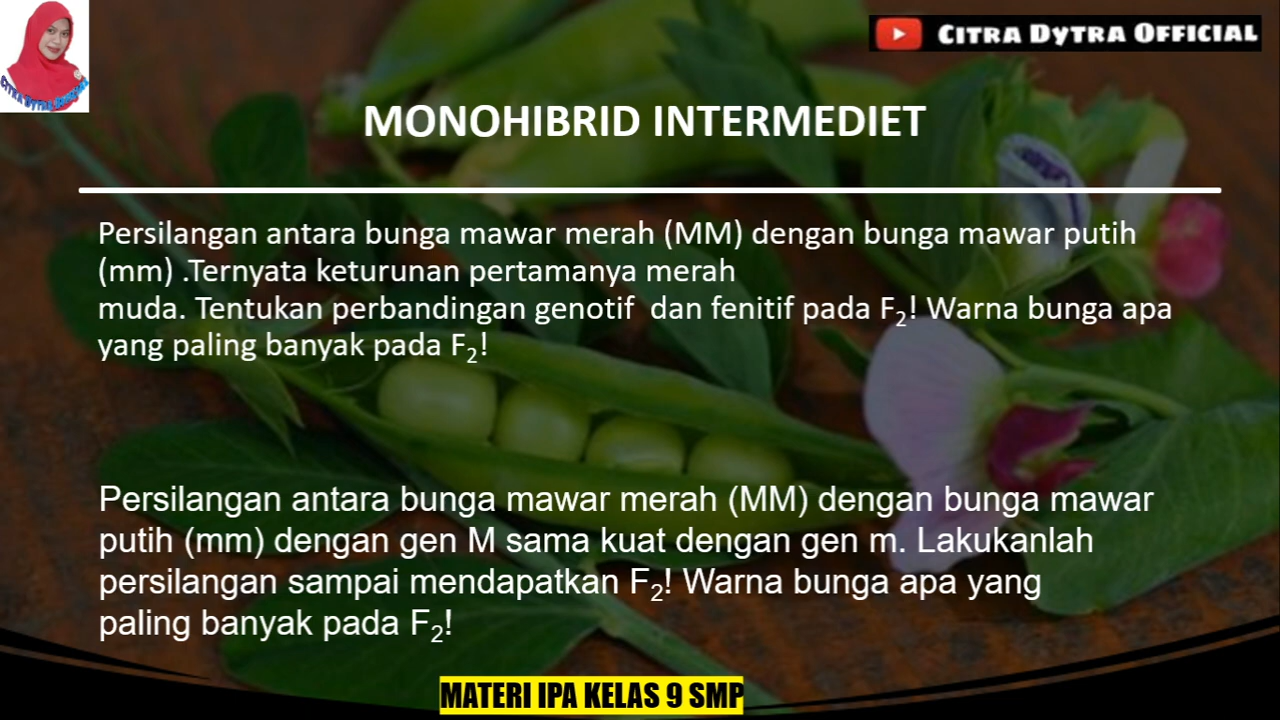 CITRA DYTRA OFFICIAL
MONOHIBRID INTERMEDIET
Persilangan antara bunga mawar merah (MM) dengan bunga mawar putih
(mm) .Ternyata keturunan pertamanya merah
muda. Tentukan perbandingan genotif  dan fenitif pada F₂! Warna bunga apa
yang paling banyak pada F₂!
Persilangan antara bunga mawar merah (MM) dengan bunga mawar
putih (mm) dengan gen M sama kuat dengan gen m. Lakukanlah
persilangan sampai mendapatkan F₂! Warna bunga apa yang
paling banyak pada F₂!
MATERI IPA KELAS 9 SMP